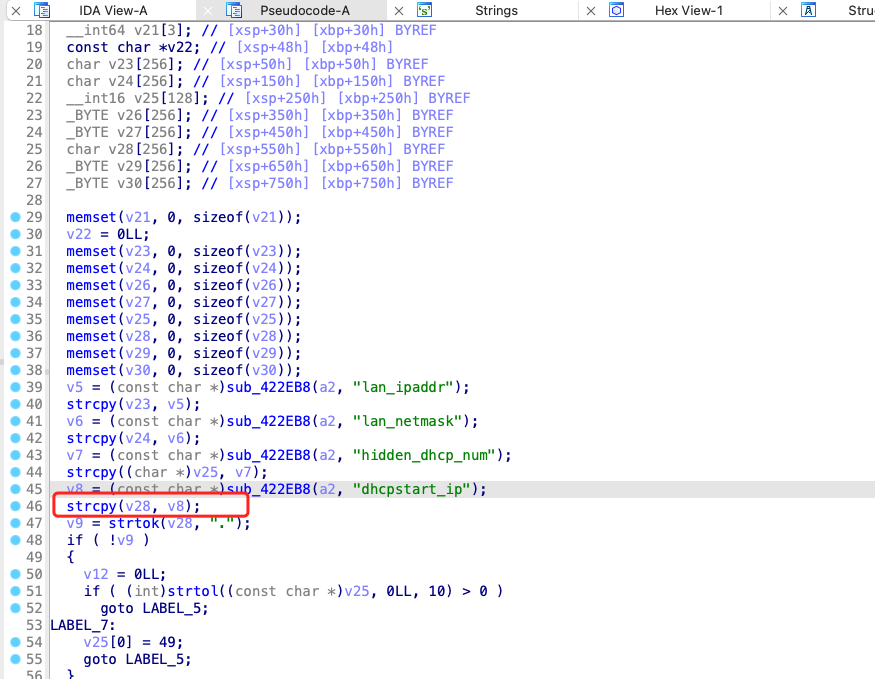 IDA View-A Pseudocode-A Strings Hex View-1 Stru
18 __int64 v21[3]; // [xsp+30h] [xbp+30h] BYREF
19 const char *v22; // [xsp+48h] [xbp+48h]
20 char v23[256]; // [xsp+50h] [xbp+50h] BYREF
21 char v24[256]; // [xsp+150h] [xbp+150h] BYREF
22 __int16 v25[128]; // [xsp+250h] [xbp+250h] BYREF
23 _BYTE v26[256]; // [xsp+350h] [xbp+350h] BYREF
24 _BYTE v27[256]; // [xsp+450h] [xbp+450h] BYREF
25 char v28[256]; // [xsp+550h] [xbp+550h] BYREF
26 _BYTE v29[256]; // [xsp+650h] [xbp+650h] BYREF
27 _BYTE v30[256]; // [xsp+750h] [xbp+750h] BYREF
28
29 memset(v21, 0, sizeof(v21));
30 v22 = 0LL;
31 memset(v23, 0, sizeof(v23));
32 memset(v24, 0, sizeof(v24));
33 memset(v26, 0, sizeof(v26));
34 memset(v27, 0, sizeof(v27));
35 memset(v25, 0, sizeof(v25));
36 memset(v28, 0, sizeof(v28));
37 memset(v29, 0, sizeof(v29));
38 memset(v30, 0, sizeof(v30));
39 v5 = (const char *)sub_422EB8(a2, "lan_ipaddr");
40 strcpy(v23, v5);
41 v6 = (const char *)sub_422EB8(a2, "lan_netmask");
42 strcpy(v24, v6);
43 v7 = (const char *)sub_422EB8(a2, "hidden_dhcp_num");
44 strcpy((char *)v25, v7);
45 v8 = (const char *)sub_422EB8(a2, "dhcpstart_ip");
46 strcpy(v28, v8);
47 v9 = strtok(v28, ".");
48 if ( !v9 )
49 {
50 v12 = 0LL;
51 if ( (int)strtol((const char *)v25, 0LL, 10) > 0 )
52 goto LABEL_5;
53 LABEL_7:
54 v25[0] = 49;
55 goto LABEL_5;
56 }